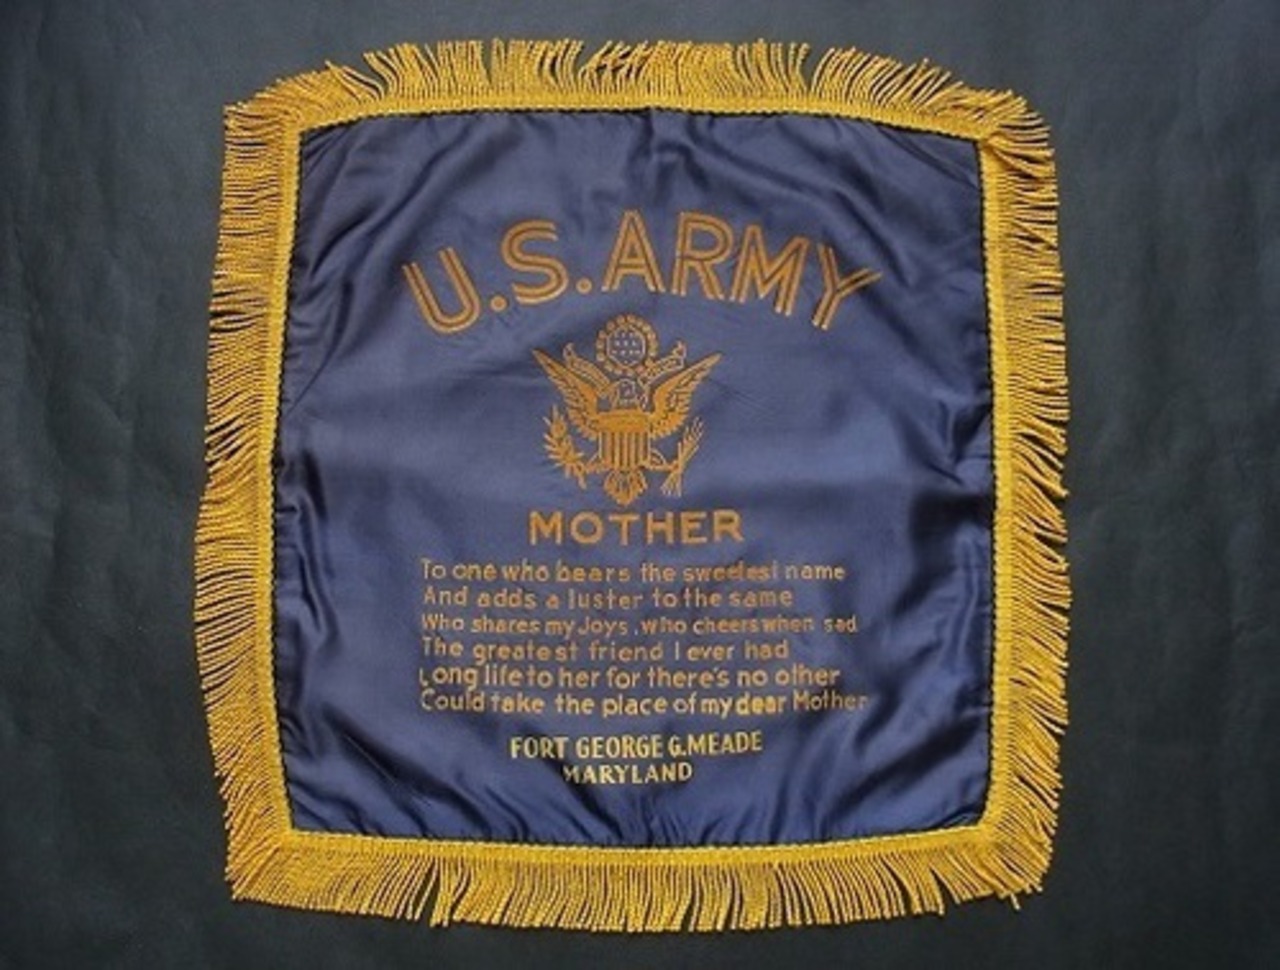 U.S. ARMY
MOTHER
To one who bears the sweetest name
And adds a luster to the same
Who shares my Joys, who cheers when sad
The greatest friend I ever had
Long life to her for there's no other
Could take the place of my dear Mother
FORT GEORGE G. MEADE
MARYLAND